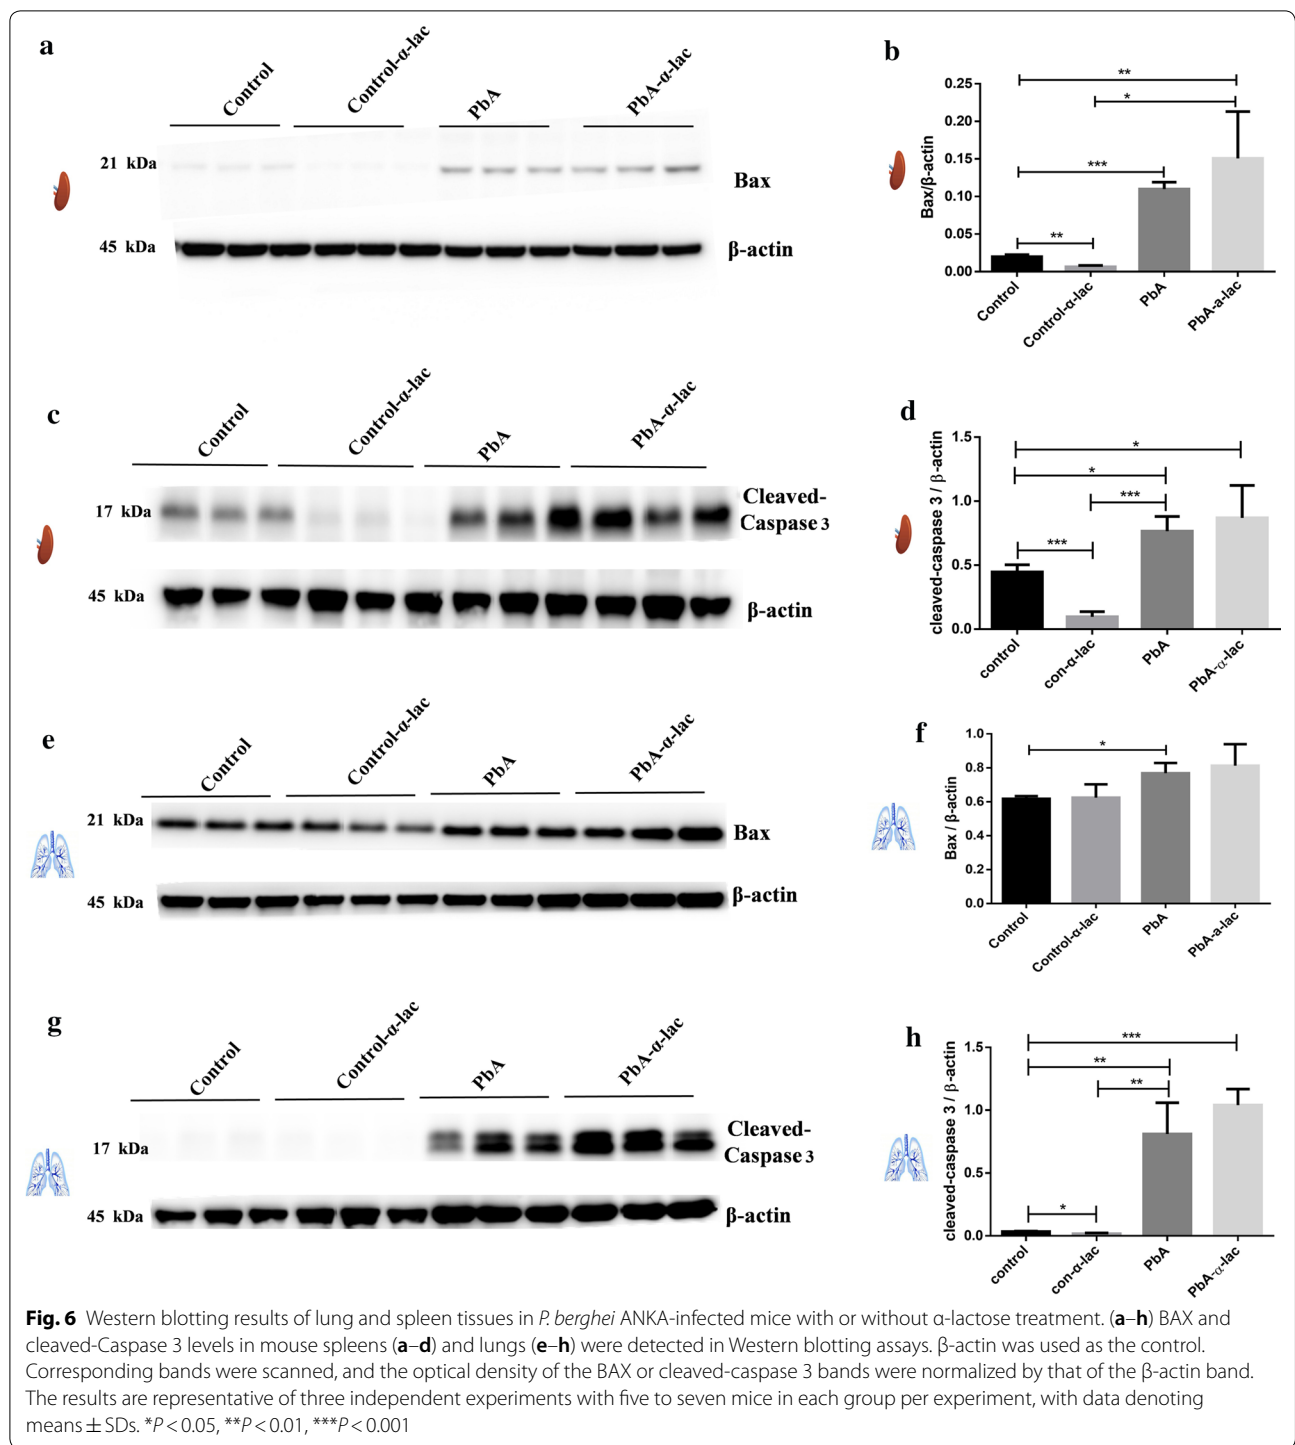 a
Control
Control-α-lac
PbA
PbA-α-lac
21 kDa
Bax
45 kDa
β-actin
b
Bax/β-actin
0.25
0.20
0.15
0.10
0.05
0.00
**
*
***
**
Control
Control-α-lac
PbA
PbA-a-lac
c
Control
Control-α-lac
PbA
PbA-α-lac
17 kDa
Cleaved-
Caspase 3
45 kDa
β-actin
d
cleaved-caspase 3 / β-actin
1.5
1.0
0.5
0.0
*
*
***
***
control
con-α-lac
PbA
PbA-α-lac
e
Control
Control-α-lac
PbA
PbA-α-lac
21 kDa
Bax
45 kDa
β-actin
f
Bax / β-actin
1.0
0.8
0.6
0.4
0.2
0.0
*
Control
Control-α-lac
PbA
PbA-a-lac
g
Control
Control-α-lac
PbA
PbA-α-lac
17 kDa
Cleaved-
Caspase 3
45 kDa
β-actin
h
cleaved-caspase 3 / β-actin
1.5
1.0
0.5
0.0
***
**
**
*
control
con-α-lac
PbA
PbA-α-lac
Fig. 6 Western blotting results of lung and spleen tissues in P. berghei ANKA-infected mice with or without α-lactose treatment. (a–h) BAX and
cleaved-Caspase 3 levels in mouse spleens (a–d) and lungs (e–h) were detected in Western blotting assays. β-actin was used as the control.
Corresponding bands were scanned, and the optical density of the BAX or cleaved-caspase 3 bands were normalized by that of the β-actin band.
The results are representative of three independent experiments with five to seven mice in each group per experiment, with data denoting
means ± SDs. *P < 0.05, **P < 0.01, ***P < 0.001